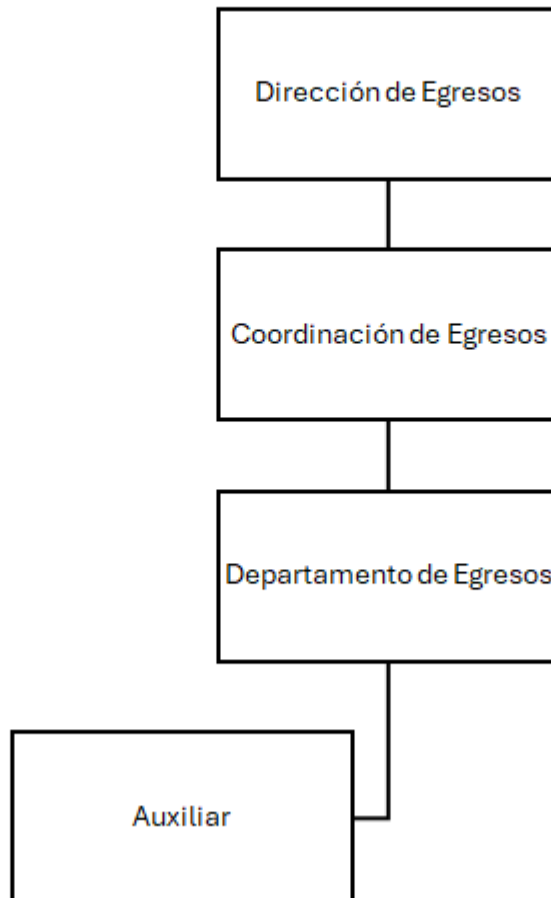 Dirección de Egresos
Coordinación de Egresos
Departamento de Egresos
Auxiliar